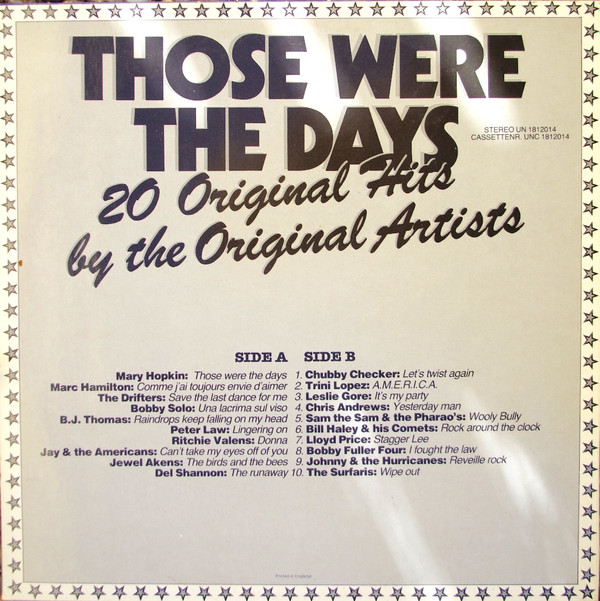 THOSE WERE
THE DAYS
STEREO UN 1812014
CASSETTENR. UNC 1812014
20 Original Hits
by the Original Artists
SIDE A
Mary Hopkin: Those were the days
Marc Hamilton: Comme j'ai toujours envie d'aimer
The Drifters: Save the last dance for me
Bobby Solo: Una lacrima sul viso
B.J. Thomas: Raindrops keep falling on my head
Peter Law: Lingering on
Ritchie Valens: Donna
Jay & the Americans: Can't take my eyes off of you
Jewel Akens: The birds and the bees
Del Shannon: The runaway
SIDE B
1. Chubby Checker: Let's twist again
2. Trini Lopez: A.M.E.R.I.C.A.
3. Leslie Gore: It's my party
4. Chris Andrews: Yesterday man
5. Sam the Sam & the Pharao's: Wooly Bully
6. Bill Haley & his Comets: Rock around the clock
7. Lloyd Price: Stagger Lee
8. Bobby Fuller Four: I fought the law
9. Johnny & the Hurricanes: Reveille rock
10. The Surfaris: Wipe out
Printed in England